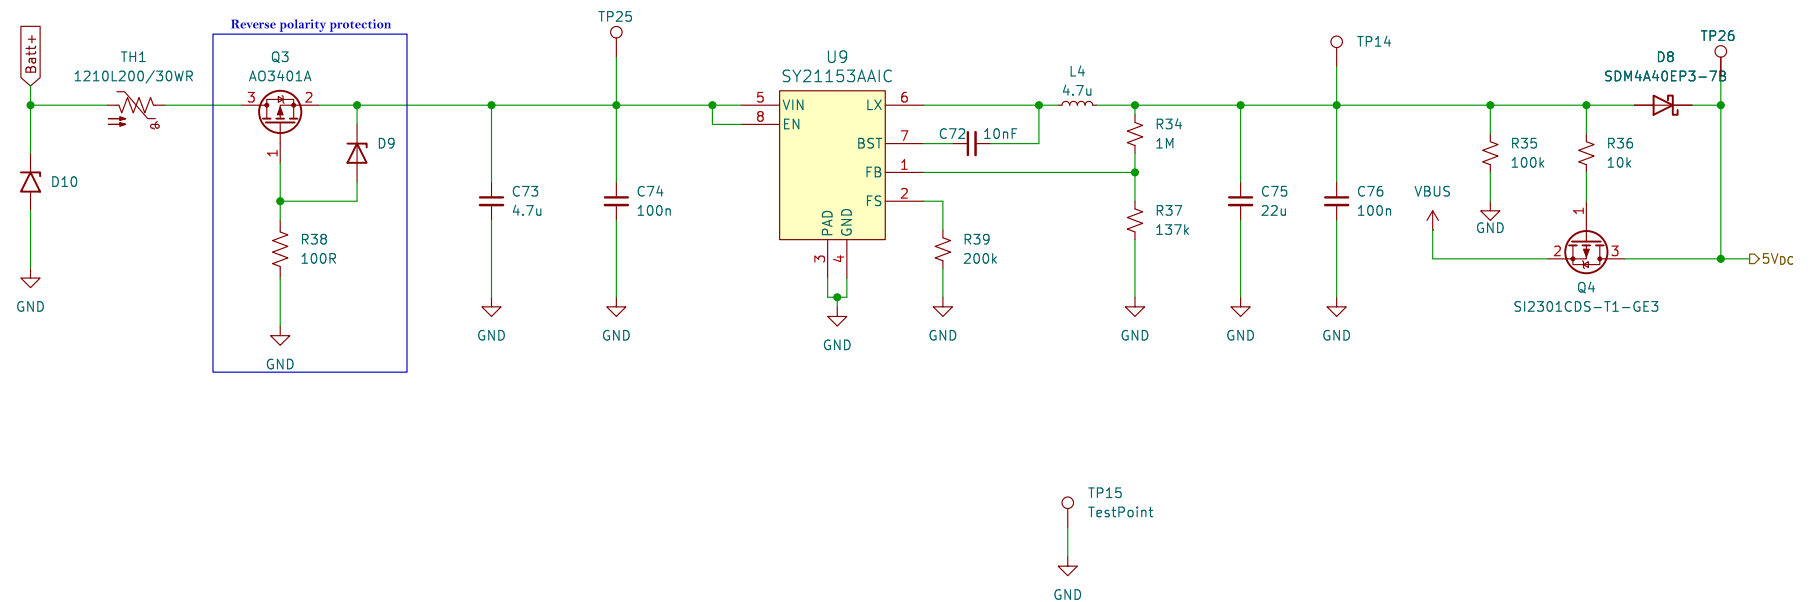 Reverse polarity protection
Batt+
TH1
1210L200/30WR
θ
Q3
AO3401A
3
2
1
D9
D10
GND
R38
100R
GND
C73
4.7u
GND
TP25
C74
100n
GND
U9
SY21153AAIC
5
VIN
8
EN
LX
6
BST
7
FB
1
FS
2
PAD
GND
3
4
GND
C72
10nF
L4
4.7u
R39
200k
GND
R34
1M
R37
137k
GND
C75
22u
GND
TP14
C76
100n
GND
R35
100k
GND
R36
10k
VBUS
1
2
3
Q4
SI2301CDS-T1-GE3
D8
SDM4A40EP3-7B
TP26
5VDC
TP15
TestPoint
GND